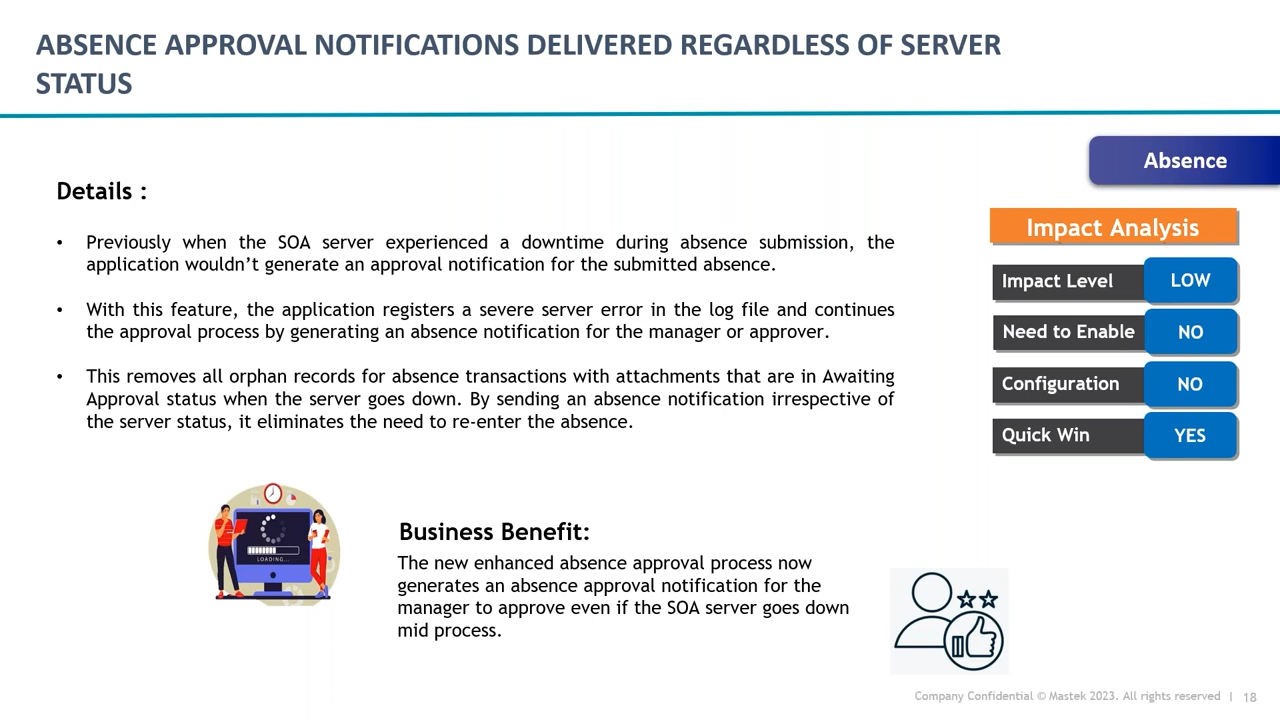 ABSENCE APPROVAL NOTIFICATIONS DELIVERED REGARDLESS OF SERVER
STATUS
Absence
Details :
• Previously when the SOA server experienced a downtime during absence submission, the
application wouldn’t generate an approval notification for the submitted absence.
• With this feature, the application registers a severe server error in the log file and continues
the approval process by generating an absence notification for the manager or approver.
• This removes all orphan records for absence transactions with attachments that are in Awaiting
Approval status when the server goes down. By sending an absence notification irrespective of
the server status, it eliminates the need to re-enter the absence.
Impact Analysis
Impact Level LOW
Need to Enable NO
Configuration NO
Quick Win YES
LOADING...
Business Benefit:
The new enhanced absence approval process now
generates an absence approval notification for the
manager to approve even if the SOA server goes down
mid process.
Company Confidential © Mastek 2023. All rights reserved | 18